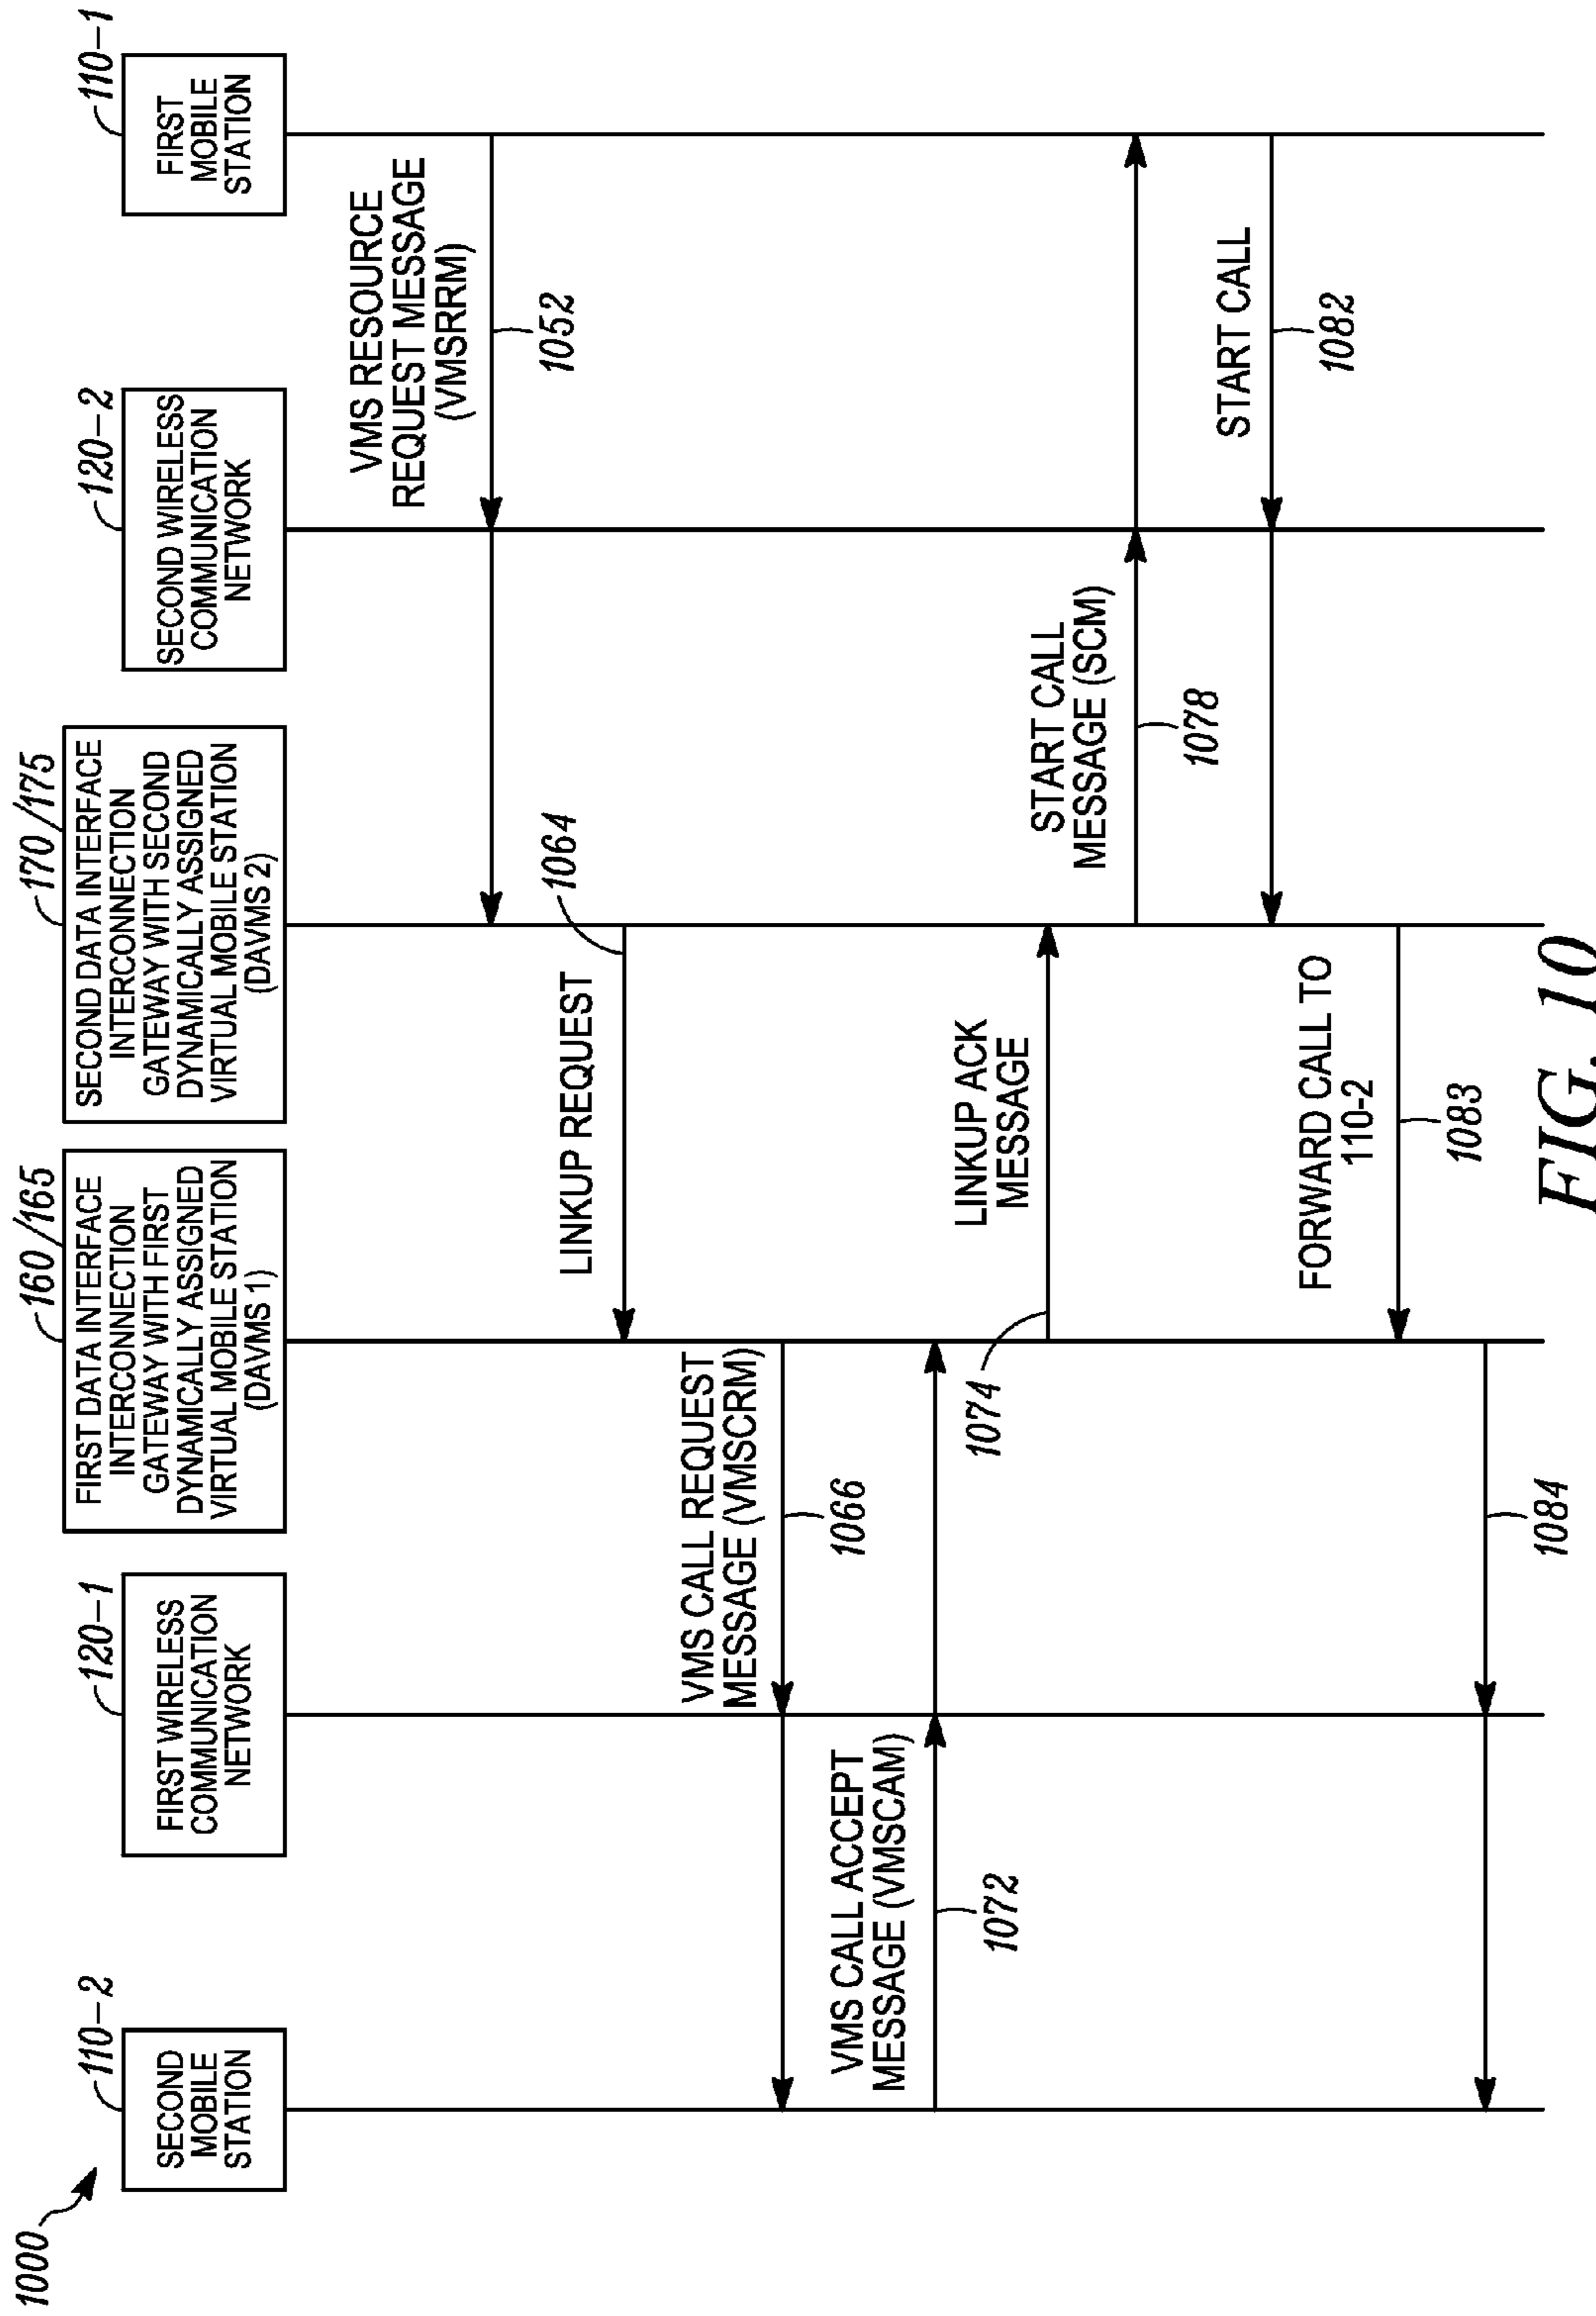 1000
110-2
SECOND
MOBILE
STATION
120-1
FIRST WIRELESS
COMMUNICATION
NETWORK
160/165
FIRST DATA INTERFACE
INTERCONNECTION
GATEWAY WITH FIRST
DYNAMICALLY ASSIGNED
VIRTUAL MOBILE STATION
(DAVMS 1)
170/175
SECOND DATA INTERFACE
INTERCONNECTION
GATEWAY WITH SECOND
DYNAMICALLY ASSIGNED
VIRTUAL MOBILE STATION
(DAVMS 2)
120-2
SECOND WIRELESS
COMMUNICATION
NETWORK
110-1
FIRST
MOBILE
STATION
VMS RESOURCE
REQUEST MESSAGE
(VMSRRM)
1052
LINKUP REQUEST
1064
VMS CALL REQUEST
MESSAGE (VMSCRM)
1066
VMS CALL ACCEPT
MESSAGE (VMSCAM)
1072
LINKUP ACK
MESSAGE
1074
START CALL
MESSAGE (SCM)
1078
START CALL
1082
FORWARD CALL TO
110-2
1083
1084
FIG. 10